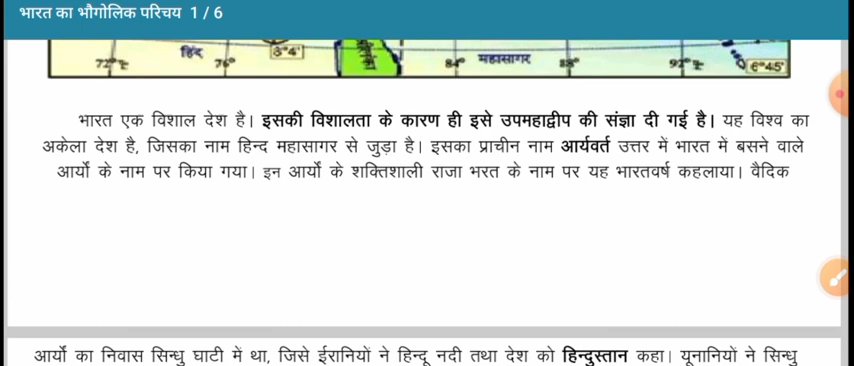 भारत का भौगोलिक परिचय 1 / 6
हिंद 3°4' महासागर
72° पू 76° 84° 88° 92° पू 6°45'
भारत एक विशाल देश है। इसकी विशालता के कारण ही इसे उपमहाद्वीप की संज्ञा दी गई है। यह विश्व का
अकेला देश है, जिसका नाम हिन्द महासागर से जुड़ा है। इसका प्राचीन नाम आर्यवर्त उत्तर में भारत में बसने वाले
आर्यों के नाम पर किया गया। इन आर्यों के शक्तिशाली राजा भरत के नाम पर यह भारतवर्ष कहलाया। वैदिक
आर्यों का निवास सिन्धु घाटी में था, जिसे ईरानियों ने हिन्दू नदी तथा देश को हिन्दुस्तान कहा। यूनानियों ने सिन्धु